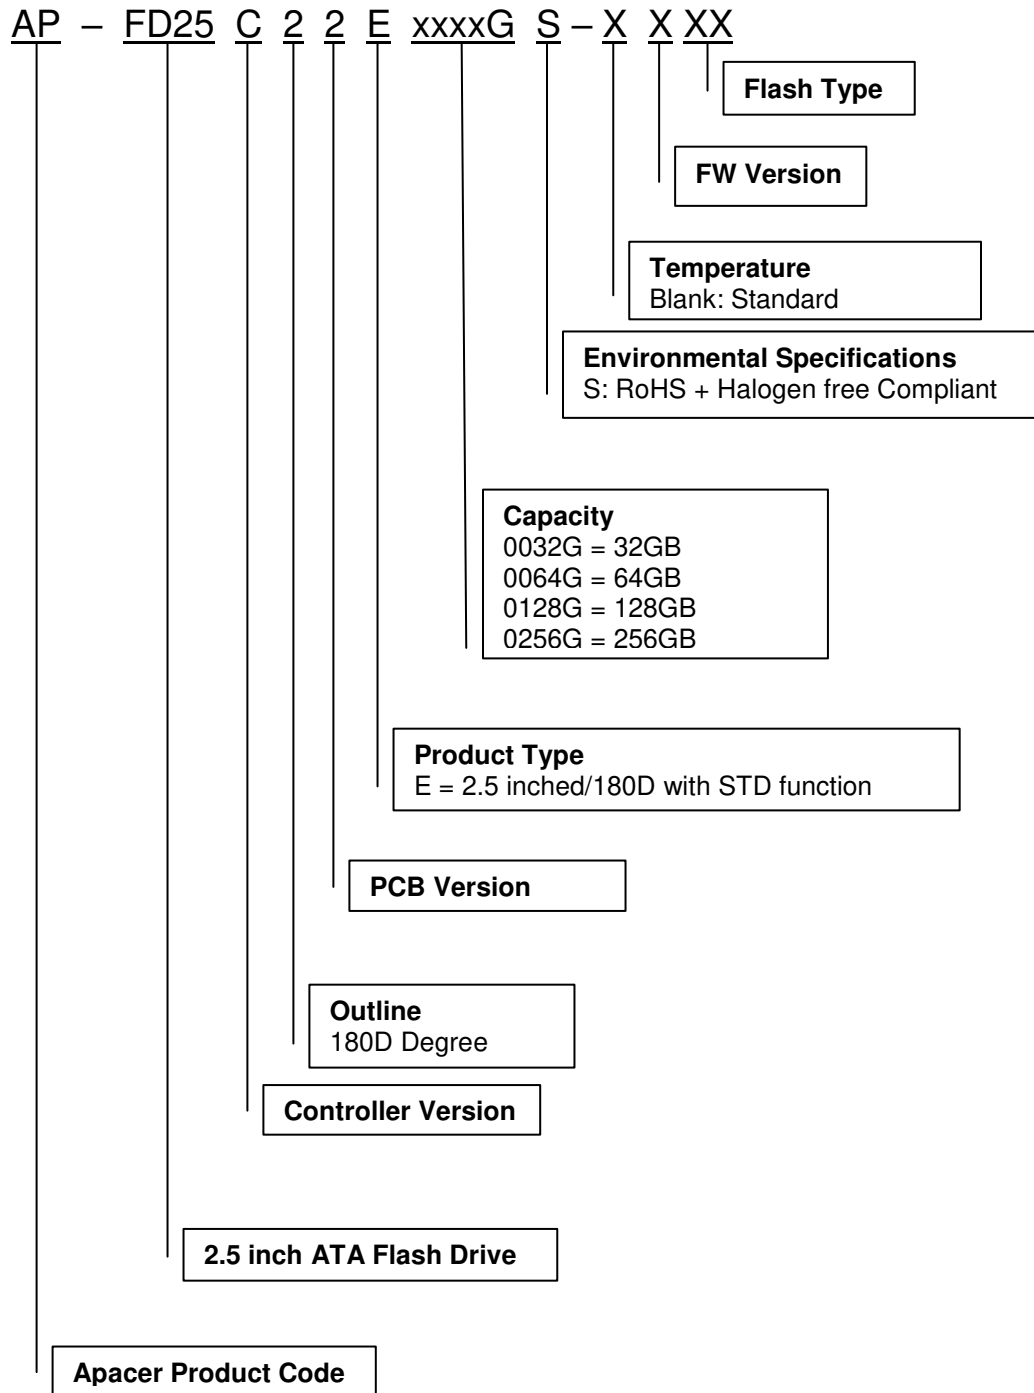 AP – FD25 C 2 2 E xxxxG S – X X XX
Flash Type
FW Version
Temperature
Blank: Standard
Environmental Specifications
S: RoHS + Halogen free Compliant
Capacity
0032G = 32GB
0064G = 64GB
0128G = 128GB
0256G = 256GB
Product Type
E = 2.5 inched/180D with STD function
PCB Version
Outline
180D Degree
Controller Version
2.5 inch ATA Flash Drive
Apacer Product Code